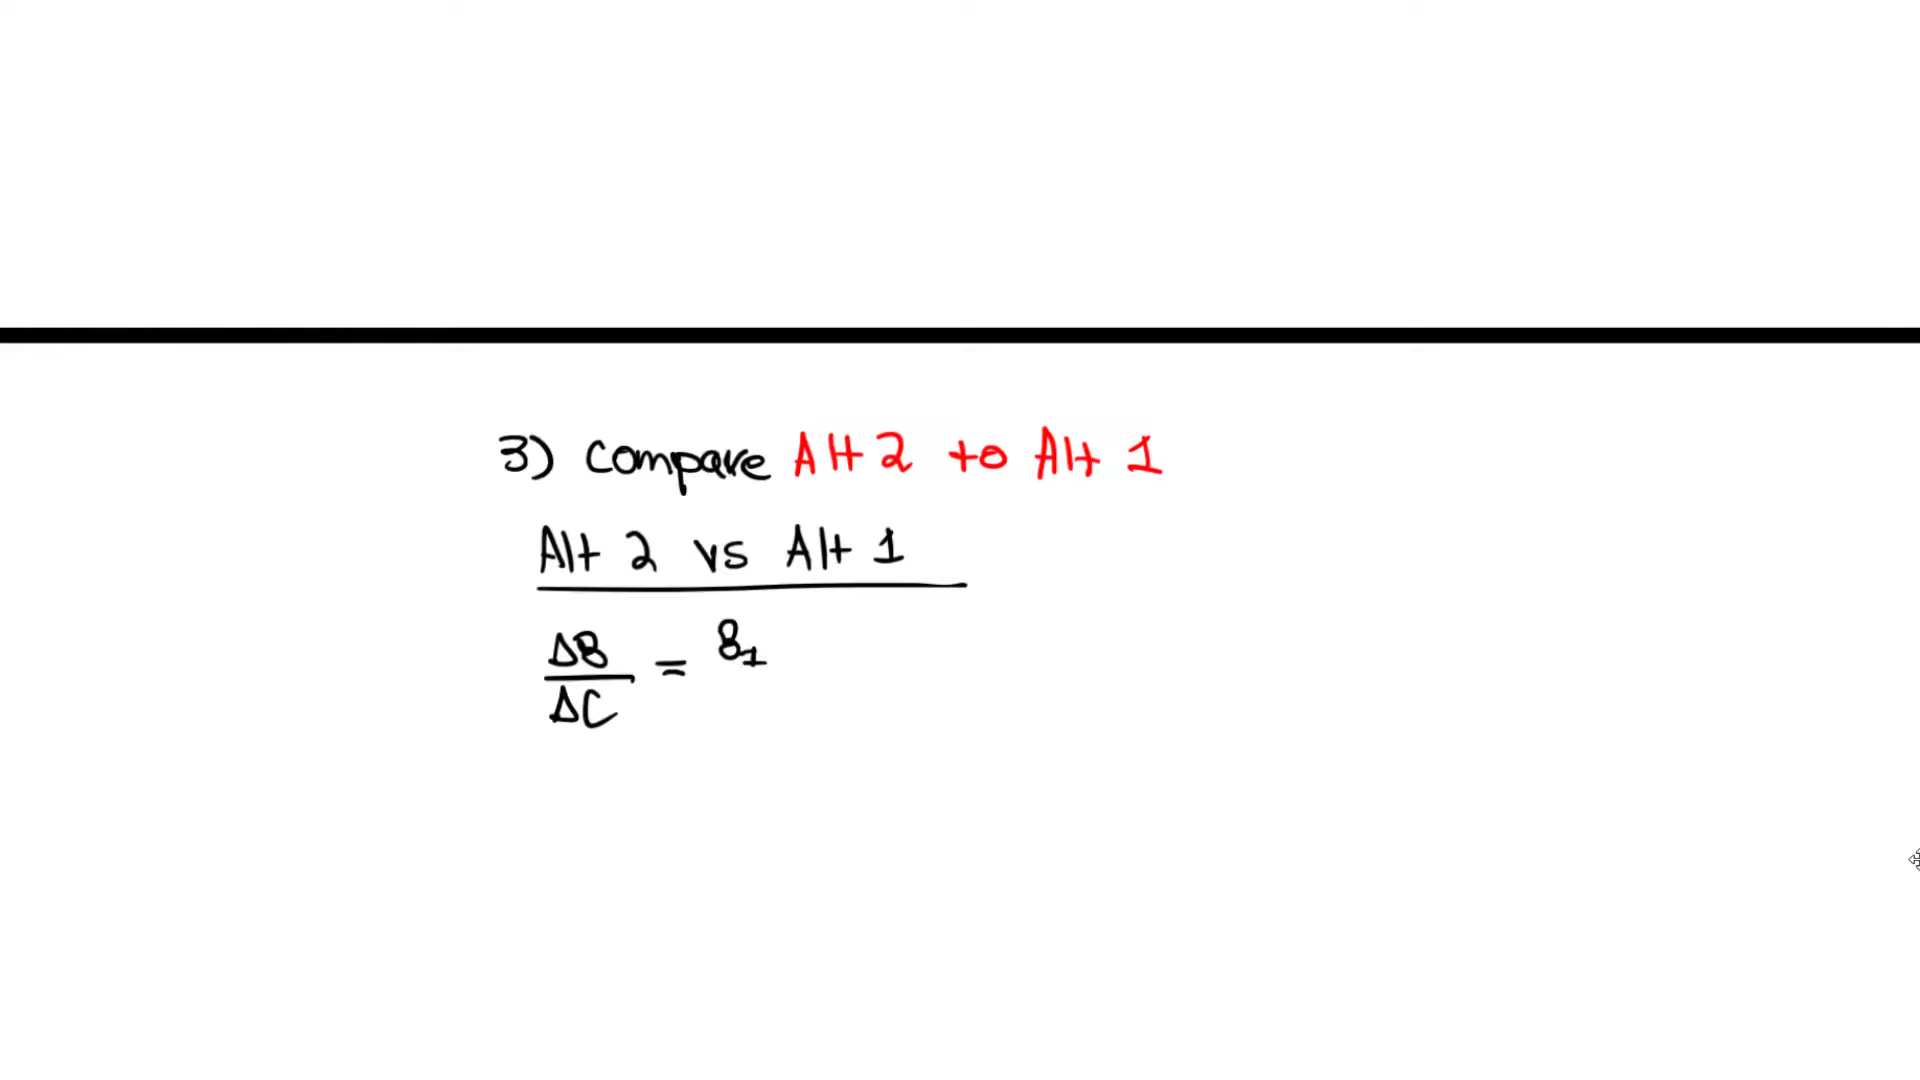 3) Compare Alt 2 to Alt 1
Alt 2 vs Alt 1
ΔB/ΔC = B₁